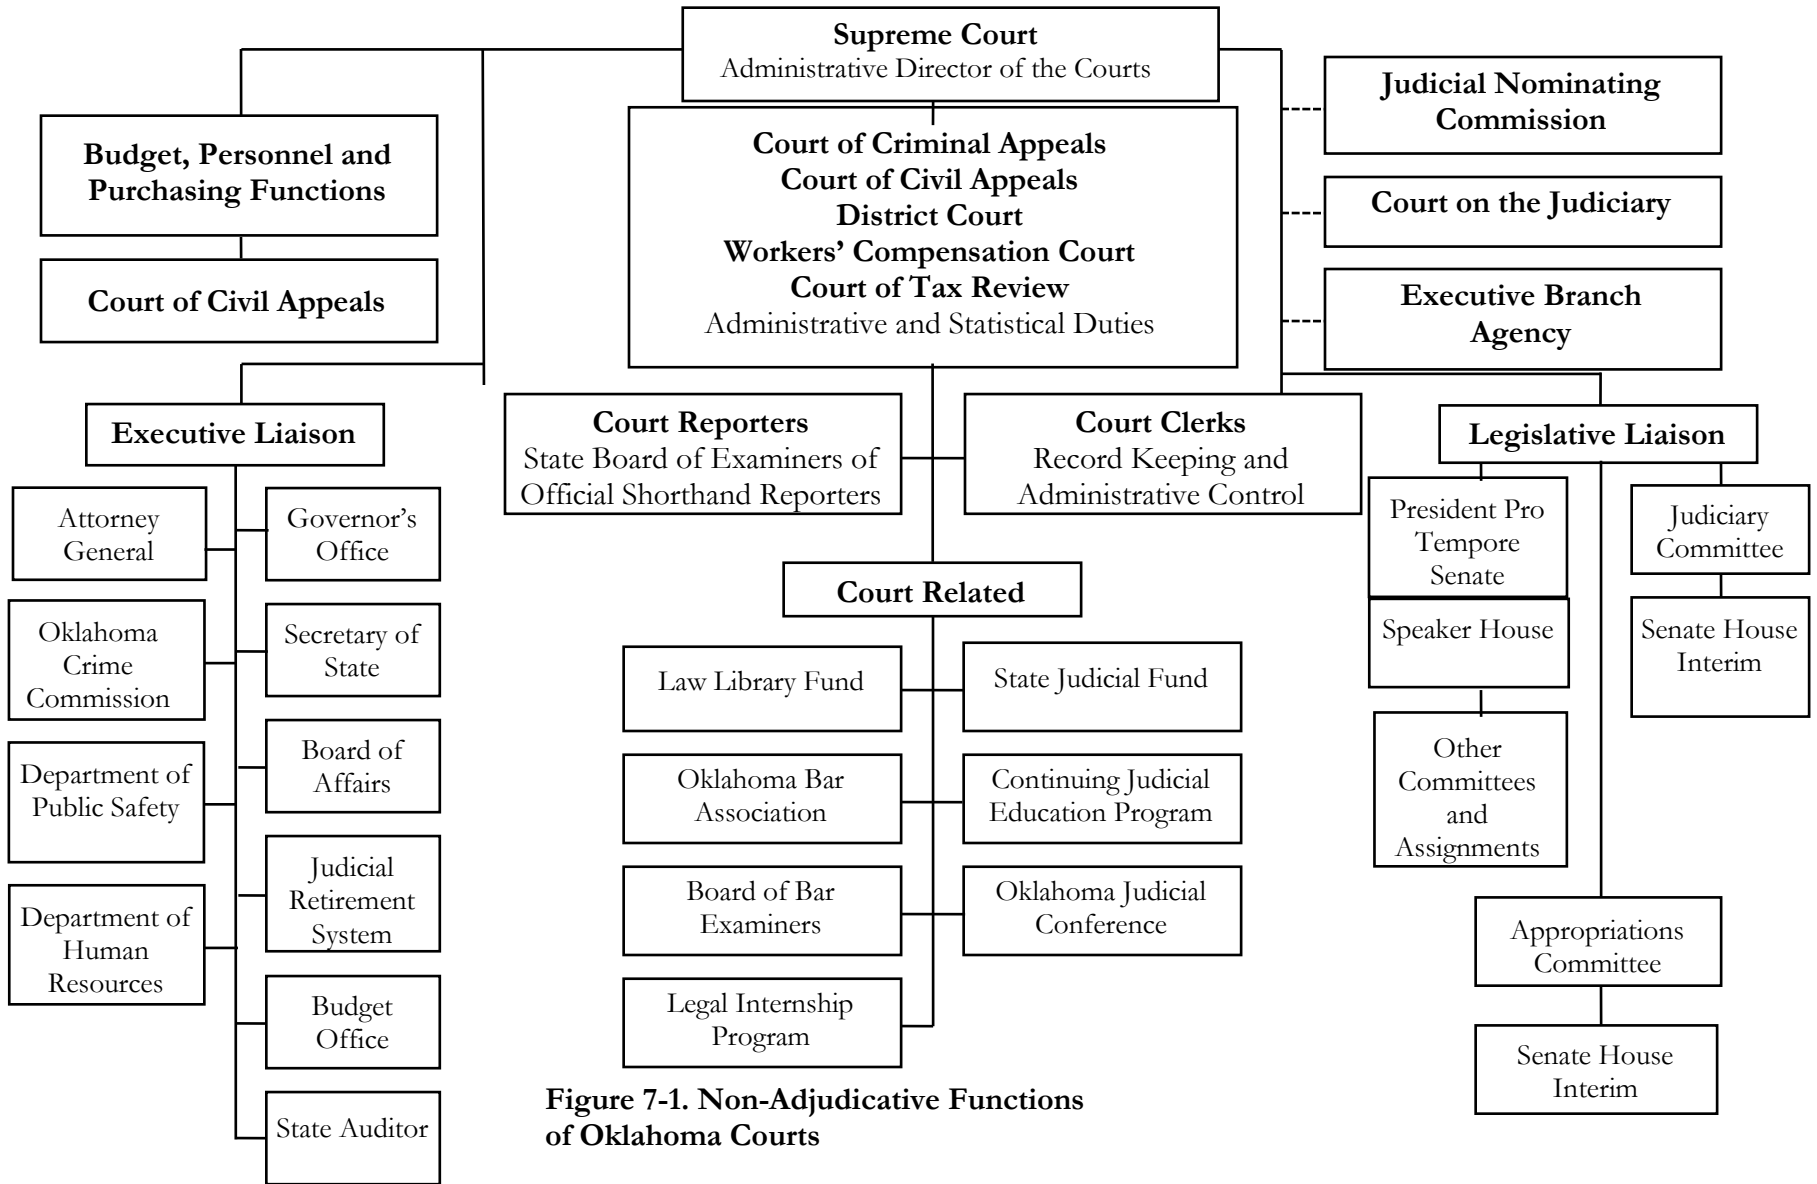 Supreme Court
Administrative Director of the Courts
Budget, Personnel and
Purchasing Functions
Court of Civil Appeals
Court of Criminal Appeals
Court of Civil Appeals
District Court
Workers’ Compensation Court
Court of Tax Review
Administrative and Statistical Duties
Judicial Nominating
Commission
Court on the Judiciary
Executive Branch
Agency
Executive Liaison
Attorney
General
Oklahoma
Crime
Commission
Department of
Public Safety
Department of
Human
Resources
Governor’s
Office
Secretary of
State
Board of
Affairs
Judicial
Retirement
System
Budget
Office
State Auditor
Court Reporters
State Board of Examiners of
Official Shorthand Reporters
Court Clerks
Record Keeping and
Administrative Control
Court Related
Law Library Fund
State Judicial Fund
Oklahoma Bar
Association
Continuing Judicial
Education Program
Board of Bar
Examiners
Oklahoma Judicial
Conference
Legal Internship
Program
Legislative Liaison
President Pro
Tempore
Senate
Speaker House
Other
Committees
and
Assignments
Judiciary
Committee
Senate House
Interim
Appropriations
Committee
Senate House
Interim
Figure 7-1. Non-Adjudicative Functions
of Oklahoma Courts